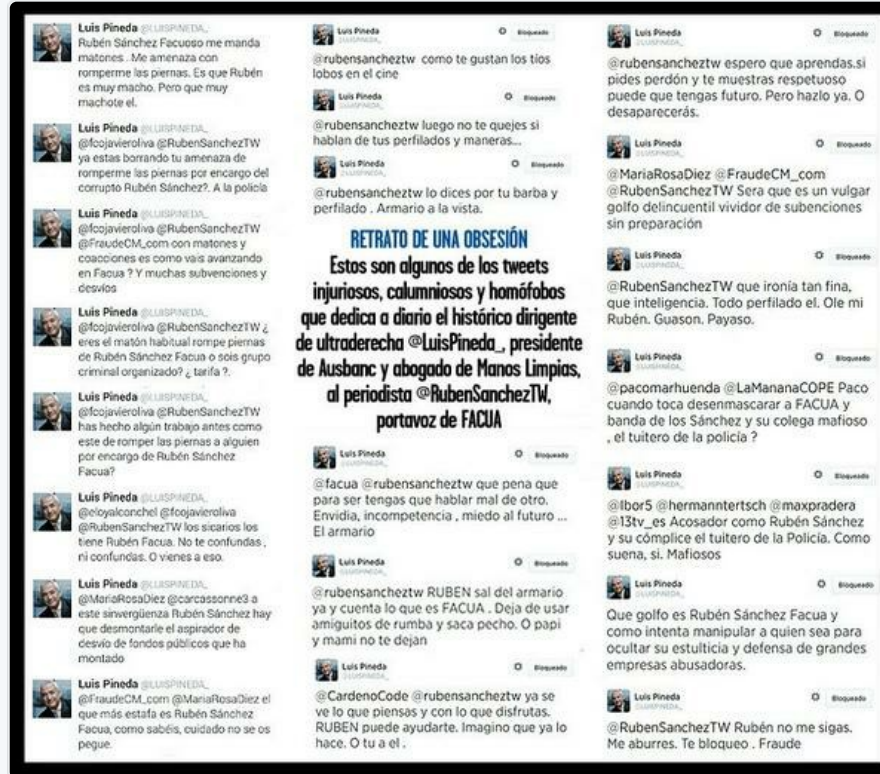 Luis Pineda @LUISPINEDA_
Rubén Sánchez Facuoso me manda
matones . Me amenaza con
romperme las piernas. Es que Rubén
es muy macho. Pero que muy
machote el.
Luis Pineda @LUISPINEDA_
@fcojavieroliva @RubenSanchezTW
ya estas borrando tu amenaza de
romperme las piernas por encargo del
corrupto Rubén Sánchez?. A la policía
Luis Pineda @LUISPINEDA_
@fcojavieroliva @RubenSanchezTW
@FraudeCM_com con matones y
coacciones es como vais avanzando
en Facua ? Y muchas subvenciones y
desvíos
Luis Pineda @LUISPINEDA_
@fcojavieroliva @RubenSanchezTW ¿
eres el matón habitual rompe piernas
de Rubén Sánchez Facua o sois grupo
criminal organizado? ¿ tarifa ?.
Luis Pineda @LUISPINEDA_
@fcojavieroliva @RubenSanchezTW
has hecho algún trabajo antes como
este de romper las piernas a alguien
por encargo de Rubén Sánchez
Facua?
Luis Pineda @LUISPINEDA_
@eloyalconchel @fcojavieroliva
@RubenSanchezTW los sicarios los
tiene Rubén Facua. No te confundas ,
ni confundas. O vienes a eso.
Luis Pineda @LUISPINEDA_
@MariaRosaDiez @carcassonne3 a
este sinvergüenza Rubén Sánchez hay
que desmontarle el aspirador de
desvío de fondos públicos que ha
montado
Luis Pineda @LUISPINEDA_
@FraudeCM_com @MariaRosaDiez el
que más estafa es Rubén Sánchez
Facua, como sabéis, cuidado no se os
pegue.
Luis Pineda Bloqueado
@LUISPINEDA_
@rubensancheztw como te gustan los tíos
lobos en el cine
Luis Pineda Bloqueado
@LUISPINEDA_
@rubensancheztw luego no te quejes si
hablan de tus perfilados y maneras...
Luis Pineda Bloqueado
@LUISPINEDA_
@rubensancheztw lo dices por tu barba y
perfilado . Armario a la vista.
RETRATO DE UNA OBSESIÓN
Estos son algunos de los tweets
injuriosos, calumniosos y homófobos
que dedica a diario el histórico dirigente
de ultraderecha @LuisPineda_, presidente
de Ausbanc y abogado de Manos Limpias,
al periodista @RubenSanchezTW,
portavoz de FACUA
Luis Pineda Bloqueado
@LUISPINEDA_
@facua @rubensancheztw que pena que
para ser tengas que hablar mal de otro.
Envidia, incompetencia , miedo al futuro ...
El armario
Luis Pineda Bloqueado
@LUISPINEDA_
@rubensancheztw RUBEN sal del armario
ya y cuenta lo que es FACUA . Deja de usar
amiguitos de rumba y saca pecho. O papi
y mami no te dejan
Luis Pineda Bloqueado
@LUISPINEDA_
@CardenoCode @rubensancheztw ya se
ve lo que piensas y con lo que disfrutas.
RUBEN puede ayudarte. Imagino que ya lo
hace. O tu a el .
Luis Pineda Bloqueado
@LUISPINEDA_
@rubensancheztw espero que aprendas.si
pides perdón y te muestras respetuoso
puede que tengas futuro. Pero hazlo ya. O
desaparecerás.
Luis Pineda Bloqueado
@LUISPINEDA_
@MariaRosaDiez @FraudeCM_com
@RubenSanchezTW Sera que es un vulgar
golfo delincuentil vividor de subenciones
sin preparación
Luis Pineda Bloqueado
@LUISPINEDA_
@RubenSanchezTW que ironía tan fina,
que inteligencia. Todo perfilado el. Ole mi
Rubén. Guason. Payaso.
Luis Pineda Bloqueado
@LUISPINEDA_
@pacomarhuenda @LaMananaCOPE Paco
cuando toca desenmascarar a FACUA y
banda de los Sánchez y su colega mafioso
, el tuitero de la policía ?
Luis Pineda Bloqueado
@LUISPINEDA_
@lbor5 @hermanntertsch @maxpradera
@13tv_es Acosador como Rubén Sánchez
y su cómplice el tuitero de la Policía. Como
suena, si. Mafiosos
Luis Pineda Bloqueado
@LUISPINEDA_
Que golfo es Rubén Sánchez Facua y
como intenta manipular a quien sea para
ocultar su estulticia y defensa de grandes
empresas abusadoras.
Luis Pineda Bloqueado
@LUISPINEDA_
@RubenSanchezTW Rubén no me sigas.
Me aburres. Te bloqueo . Fraude